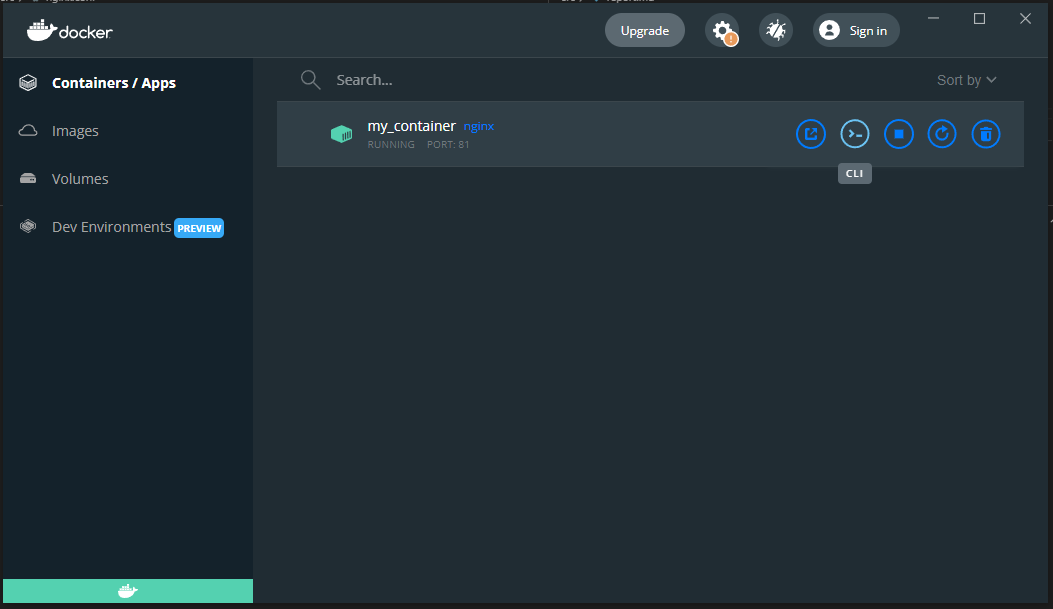 docker
Upgrade
Sign in
Containers / Apps
Images
Volumes
Dev Environments PREVIEW
Search...
Sort by
my_container nginx
RUNNING PORT: 81
CLI